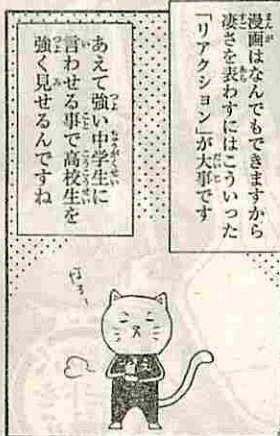 漫画はなんでもできますから
凄さを表わすにはこういった
「リアクション」が大事です
あえて強い中学生に
言わせる事で高校生を
強く見せるんですね